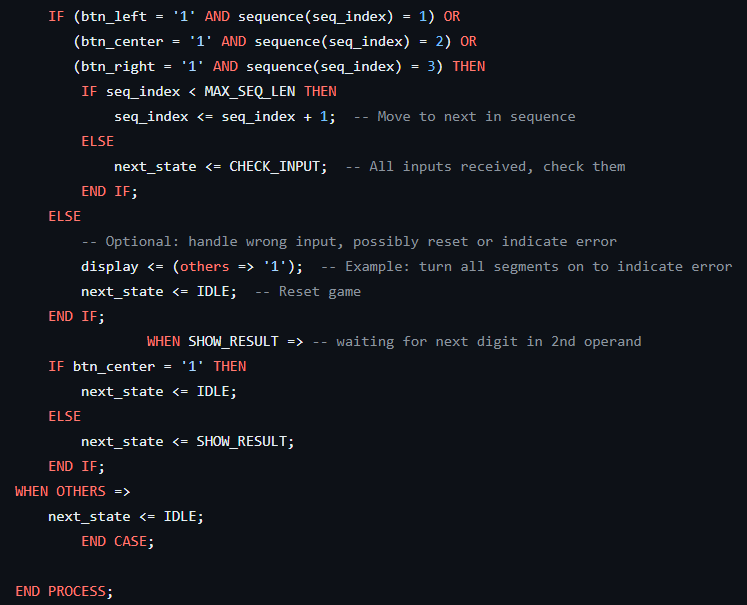 IF (btn_left = '1' AND sequence(seq_index) = 1) OR
(btn_center = '1' AND sequence(seq_index) = 2) OR
(btn_right = '1' AND sequence(seq_index) = 3) THEN
IF seq_index < MAX_SEQ_LEN THEN
seq_index <= seq_index + 1;  -- Move to next in sequence
ELSE
next_state <= CHECK_INPUT;  -- All inputs received, check them
END IF;
ELSE
-- Optional: handle wrong input, possibly reset or indicate error
display <= (others => '1');  -- Example: turn all segments on to indicate error
next_state <= IDLE;  -- Reset game
END IF;
WHEN SHOW_RESULT => -- waiting for next digit in 2nd operand
IF btn_center = '1' THEN
next_state <= IDLE;
ELSE
next_state <= SHOW_RESULT;
END IF;
WHEN OTHERS =>
next_state <= IDLE;
END CASE;
END PROCESS;